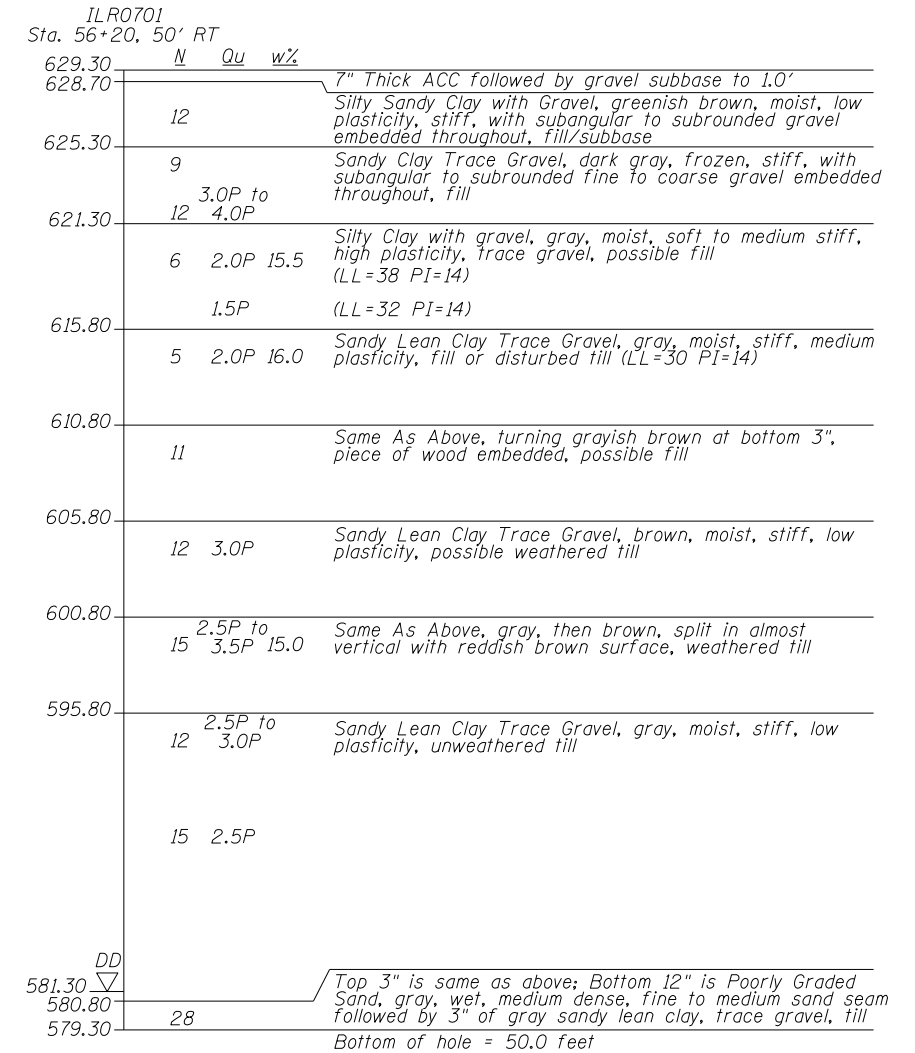 ILR0701
Sta. 56+20, 50' RT
N Qu w%
629.30
628.70
7" Thick ACC followed by gravel subbase to 1.0'
12
Silty Sandy Clay with Gravel, greenish brown, moist, low
plasticity, stiff, with subangular to subrounded gravel
embedded throughout, fill/subbase
625.30
9
Sandy Clay Trace Gravel, dark gray, frozen, stiff, with
subangular to subrounded fine to coarse gravel embedded
throughout, fill
3.0P to
12 4.0P
621.30
Silty Clay with gravel, gray, moist, soft to medium stiff,
6 2.0P 15.5 high plasticity, trace gravel, possible fill
(LL=38 PI=14)
1.5P (LL=32 PI=14)
615.80
Sandy Lean Clay Trace Gravel, gray, moist, stiff, medium
5 2.0P 16.0 plasticity, fill or disturbed till (LL=30 PI=14)
610.80
Same As Above, turning grayish brown at bottom 3",
11 piece of wood embedded, possible fill
605.80
Sandy Lean Clay Trace Gravel, brown, moist, stiff, low
12 3.0P plasticity, possible weathered till
600.80
2.5P to Same As Above, gray, then brown, split in almost
15 3.5P 15.0 vertical with reddish brown surface, weathered till
595.80
2.5P to Sandy Lean Clay Trace Gravel, gray, moist, stiff, low
12 3.0P plasticity, unweathered till
15 2.5P
DD
581.30
580.80
Top 3" is same as above; Bottom 12" is Poorly Graded
Sand, gray, wet, medium dense, fine to medium sand seam
28 followed by 3" of gray sandy lean clay, trace gravel, till
579.30
Bottom of hole = 50.0 feet